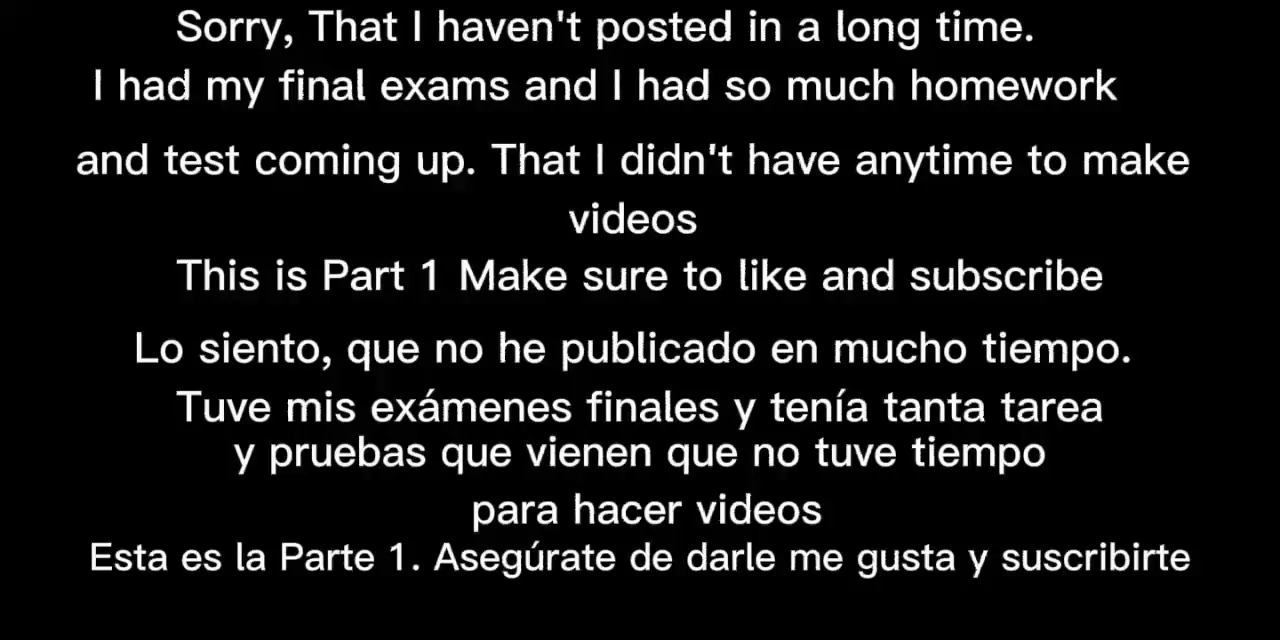 Sorry, That I haven't posted in a long time.
I had my final exams and I had so much homework
and test coming up. That I didn't have anytime to make
videos
This is Part 1 Make sure to like and subscribe
Lo siento, que no he publicado en mucho tiempo.
Tuve mis exámenes finales y tenía tanta tarea
y pruebas que vienen que no tuve tiempo
para hacer videos
Esta es la Parte 1. Asegúrate de darle me gusta y suscribirte